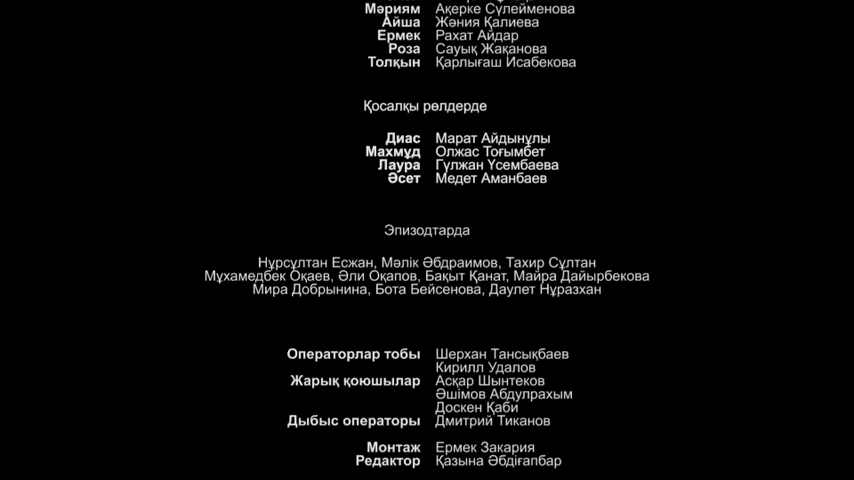 Мәриям Ақерке Сүлейменова
Айша Жәния Қалиева
Ермек Рахат Айдар
Роза Сауық Жақанова
Толқын Қарлығаш Исабекова
Қосалқы рөлдерде
Диас Марат Айдынұлы
Махмұд Олжас Тоғымбет
Лаура Гүлжан Үсембаева
Әсет Медет Аманбаев
Эпизодтарда
Нұрсұлтан Есжан, Мәлік Әбдраимов, Тахир Сұлтан
Мұхамедбек Оқаев, Әли Оқапов, Бақыт Қанат, Майра Дайырбекова
Мира Добрынина, Бота Бейсенова, Даулет Нұразхан
Операторлар тобы Шерхан Тансықбаев
Кирилл Удалов
Жарық қоюшылар Асқар Шынтеков
Әшімов Абдулрахым
Доскен Қаби
Дыбыс операторы Дмитрий Тиканов
Монтаж Ермек Закария
Редактор Қазына Әбдіғапбар